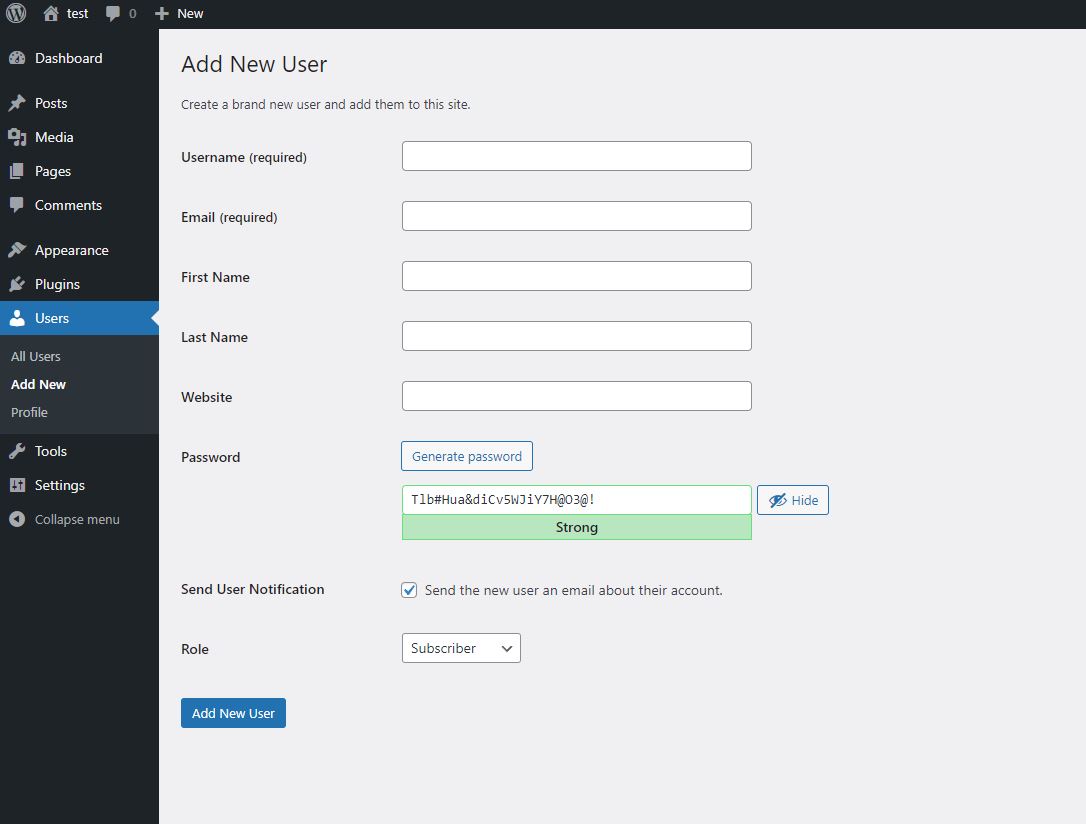 test 0 New
Dashboard
Posts
Media
Pages
Comments
Appearance
Plugins
Users
All Users
Add New
Profile
Tools
Settings
Collapse menu
Add New User
Create a brand new user and add them to this site.
Username (required)
Email (required)
First Name
Last Name
Website
Password Generate password
Tlb#Hua&diCv5WJiY7H@O3@! Hide
Strong
Send User Notification Send the new user an email about their account.
Role Subscriber
Add New User